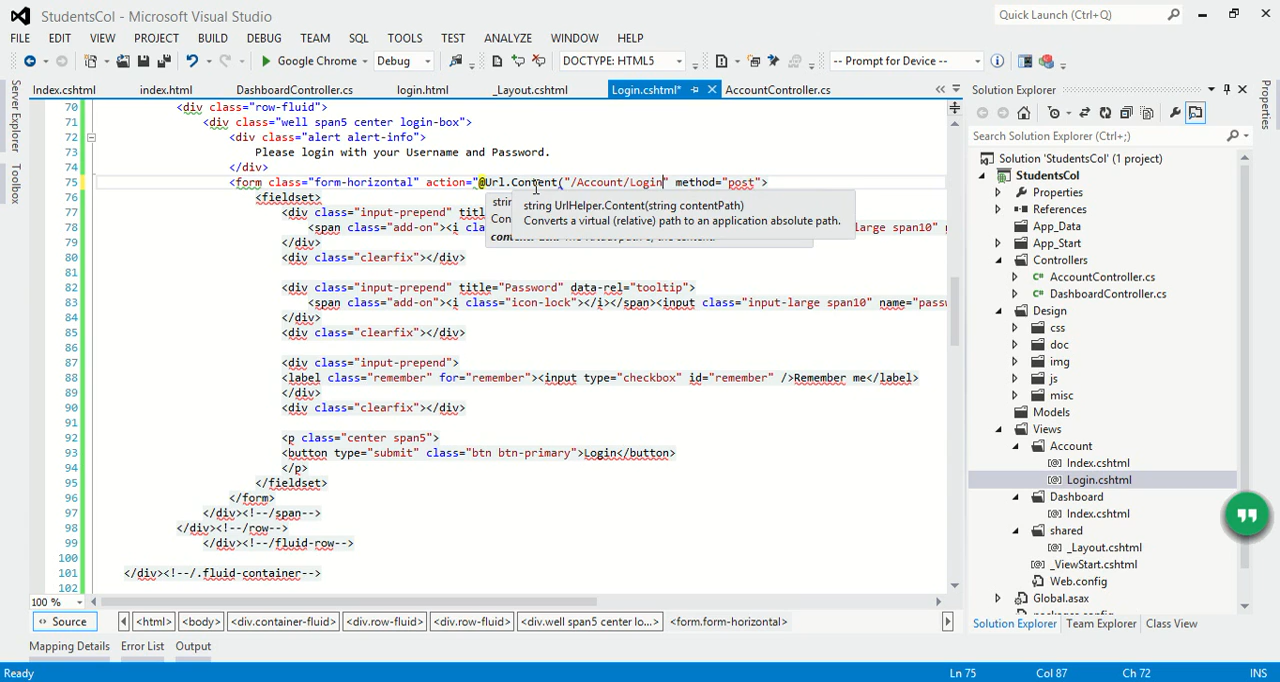 StudentsCol - Microsoft Visual Studio
Quick Launch (Ctrl+Q)
FILE EDIT VIEW PROJECT BUILD DEBUG TEAM SQL TOOLS TEST ANALYZE WINDOW HELP
Google Chrome Debug DOCTYPE: HTML5 -- Prompt for Device --
Index.cshtml index.html DashboardController.cs login.html _Layout.cshtml Login.cshtml* AccountController.cs
Server Explorer
Toolbox
70 <div class="row-fluid">
71 <div class="well span5 login-box">
72 <div class="alert alert-info">
73 Please login with your Username and Password.
74 </div>
75 <form class="form-horizontal" action="@Url.Content("/Account/Login" method="post">
string UrlHelper.Content(string contentPath)
Converts a virtual (relative) path to an application absolute path.
76 <fieldset>
77 <div class="input-prepend"
78 <span class="add-on"><i span10"
79 </div>
80 <div class="clearfix"></div>
81
82 <div class="input-prepend" title="Password" data-rel="tooltip">
83 <span class="add-on"><i class="icon-lock"></i></span><input class="input-large span10" name="passw
84 </div>
85 <div class="clearfix"></div>
86
87 <div class="input-prepend">
88 <label class="remember" for="remember"><input type="checkbox" id="remember" />Remember me</label>
89 </div>
90 <div class="clearfix"></div>
91
92 <p class="center span5">
93 <button type="submit" class="btn btn-primary">Login</button>
94 </p>
95 </fieldset>
96 </form>
97 </div><!--/span-->
98 </div><!--/row-->
99 </div><!--/fluid-row-->
100
101 </div><!--/.fluid-container-->
102
100 %
Source <html> <body> <div.container-fluid> <div.row-fluid> <div.row-fluid> <div.well span5 center lo...> <form.form-horizontal>
Mapping Details Error List Output
Ready Ln 75 Col 87 Ch 72 INS
Solution Explorer
Search Solution Explorer (Ctrl+;)
Solution 'StudentsCol' (1 project)
StudentsCol
Properties
References
App_Data
App_Start
Controllers
AccountController.cs
DashboardController.cs
Design
css
doc
img
js
misc
Models
Views
Account
Index.cshtml
Login.cshtml
Dashboard
Index.cshtml
shared
_Layout.cshtml
_ViewStart.cshtml
Web.config
Global.asax
Solution Explorer Team Explorer Class View
Properties